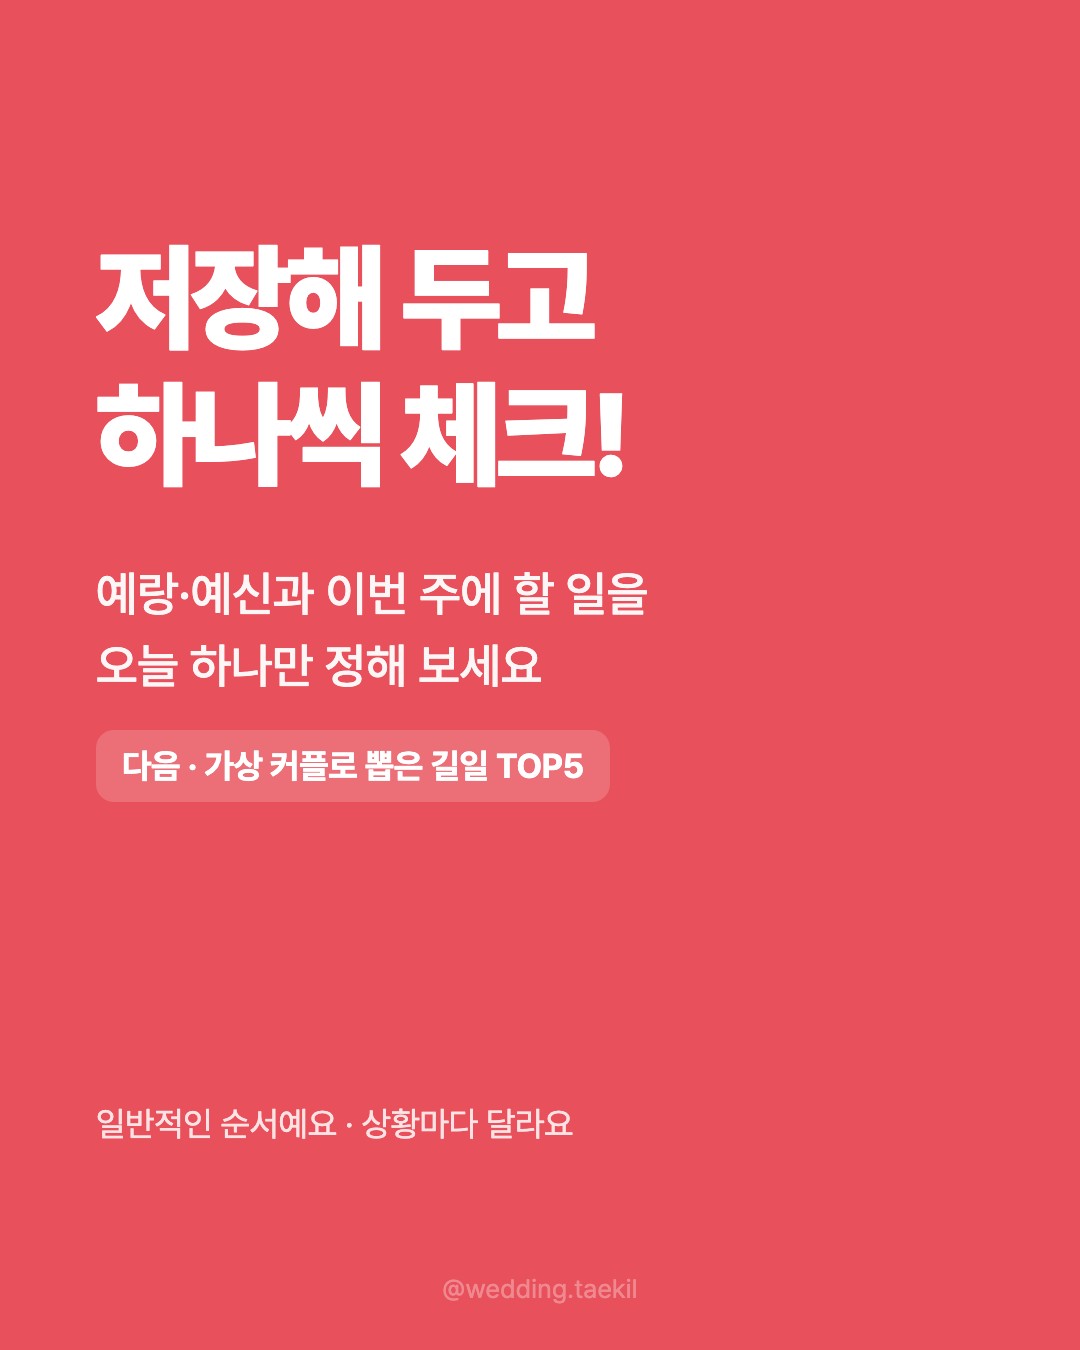 저장해 두고
하나씩 체크!
예랑·예신과 이번 주에 할 일을
오늘 하나만 정해 보세요
다음 · 가상 커플로 뽑은 길일 TOP5
일반적인 순서예요 · 상황마다 달라요
@wedding.taekil